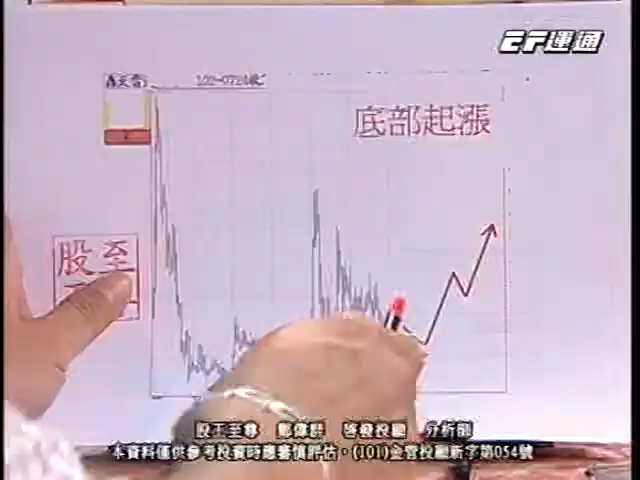 EF運通
102-0724
底部起漲
股至
股王至尊 鄭偉群 啓發投顧 分析師
本資料僅供參考投資時應審慎評估。(101)金管投顧新字第054號